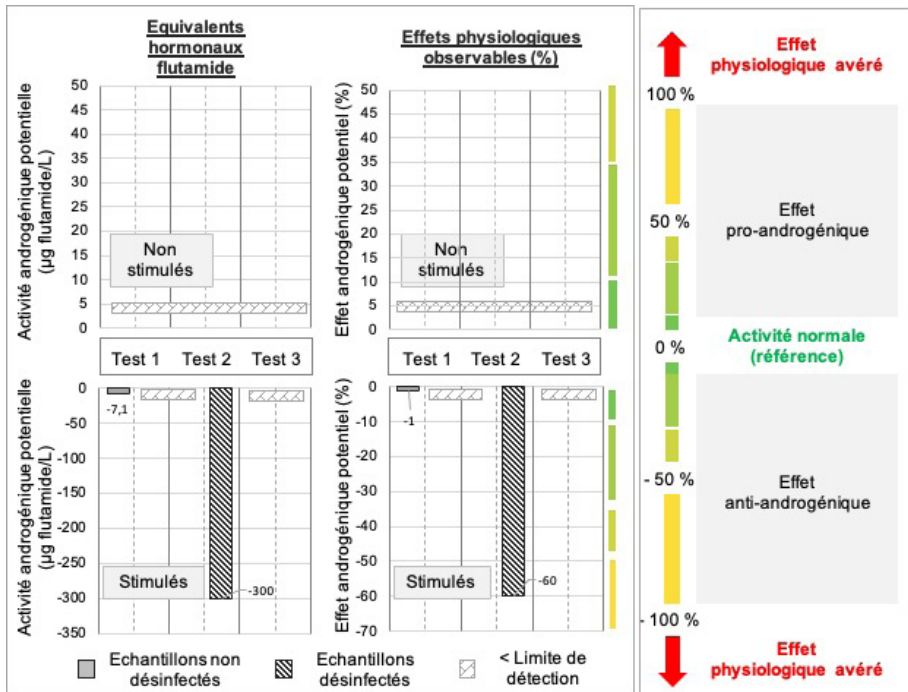 Equivalents
hormonaux
flutamide
Effets physiologiques
observables (%)
Activité androgénique potentielle
(µg flutamide/L)
50
45
40
35
30
25
20
15
10
5
0
Non
stimulés
Effet androgénique potentiel (%)
50
45
40
35
30
25
20
15
10
5
0
Non
stimulés
Test 1 Test 2 Test 3
Test 1 Test 2 Test 3
Activité androgénique potentielle
(µg flutamide/L)
0
-50
-100
-150
-200
-250
-300
-350
-7,1
-300
Stimulés
Effet androgénique potentiel (%)
0
-10
-20
-30
-40
-50
-60
-70
-1
-60
Stimulés
Echantillons non
désinfectés
Echantillons
désinfectés
< Limite de
détection
Effet
physiologique avéré
100 %
50 %
Effet
pro-androgénique
0 %
Activité normale
(référence)
- 50 %
Effet
anti-androgénique
- 100 %
Effet
physiologique avéré